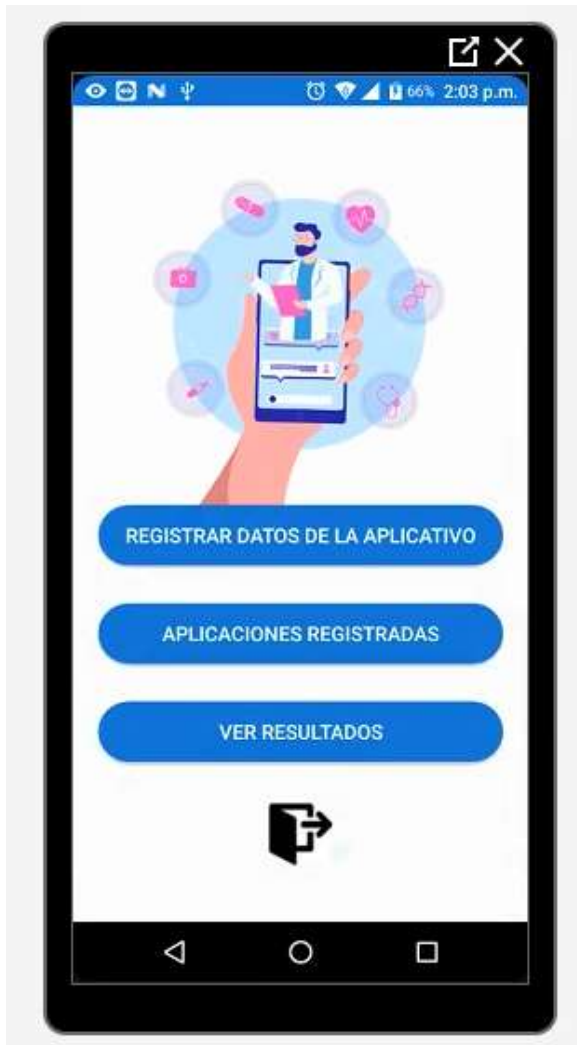 66% 2:03 p.m.
REGISTRAR DATOS DE LA APLICATIVO
APLICACIONES REGISTRADAS
VER RESULTADOS